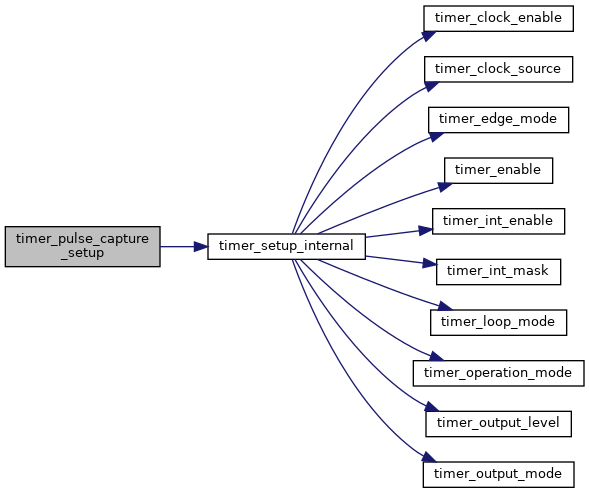 timer_pulse_capture
_setup
timer_setup_internal
timer_clock_enable
timer_clock_source
timer_edge_mode
timer_enable
timer_int_enable
timer_int_mask
timer_loop_mode
timer_operation_mode
timer_output_level
timer_output_mode